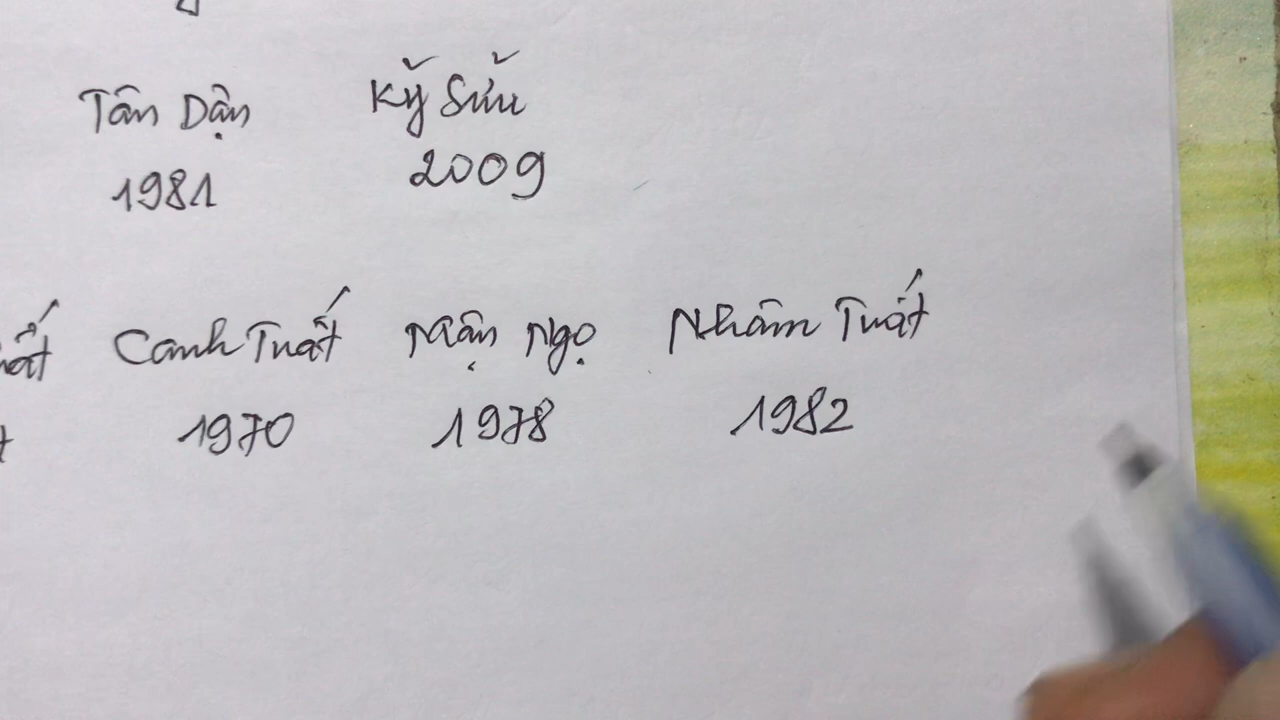 Tân Dậu Kỷ Sửu
1981 2009
Canh Tuất Mậu Ngọ Nhâm Tuất
1970 1978 1982